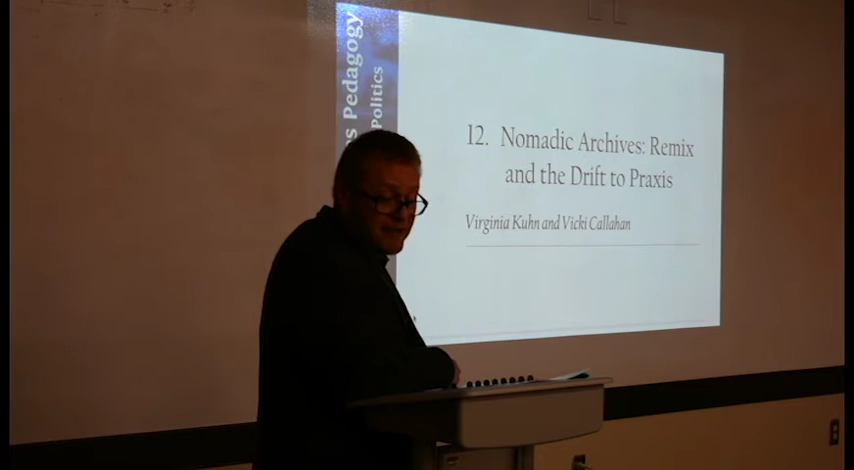 s Pedagogy
Politics
12. Nomadic Archives: Remix
and the Drift to Praxis
Virginia Kuhn and Vicki Callahan